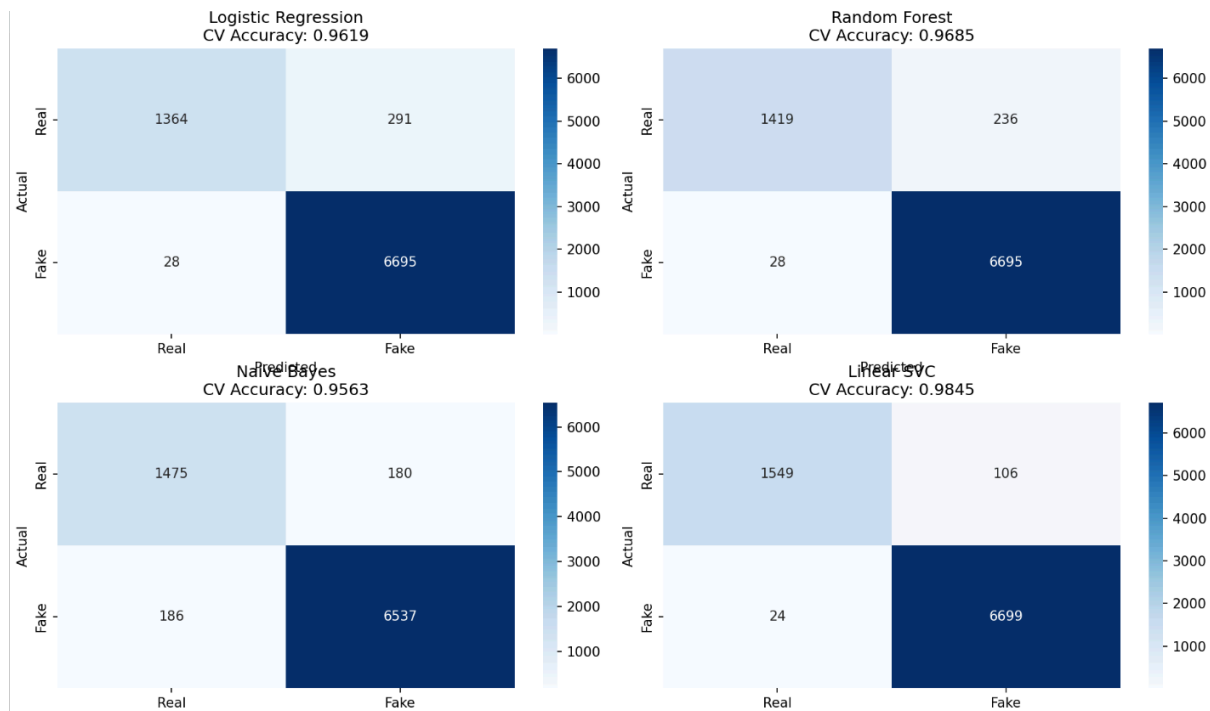 Logistic Regression
CV Accuracy: 0.9619
Real
1364
291
Actual
Fake
28
6695
Real
Fake
Predicted
6000
5000
4000
3000
2000
1000
Random Forest
CV Accuracy: 0.9685
Real
1419
236
Actual
Fake
28
6695
Real
Fake
Predicted
6000
5000
4000
3000
2000
1000
Naive Bayes
CV Accuracy: 0.9563
Real
1475
180
Actual
Fake
186
6537
Real
Fake
6000
5000
4000
3000
2000
1000
Linear SVC
CV Accuracy: 0.9845
Real
1549
106
Actual
Fake
24
6699
Real
Fake
6000
5000
4000
3000
2000
1000